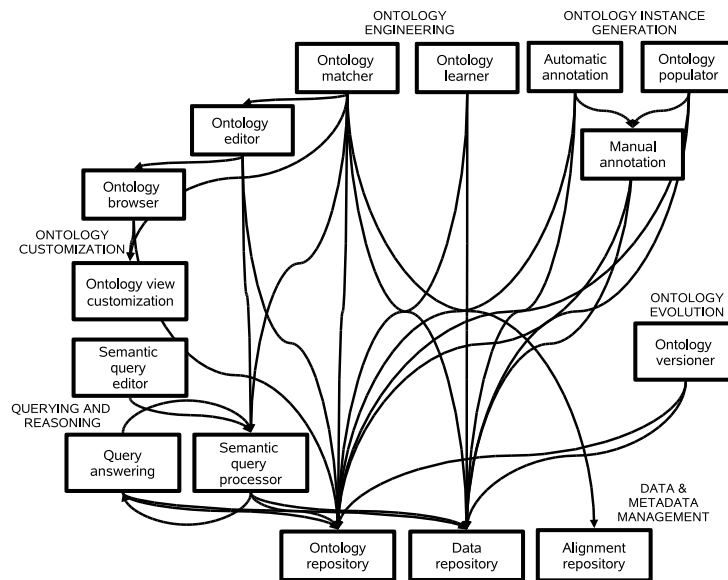 ONTOLOGY
ENGINEERING
ONTOLOGY INSTANCE
GENERATION
Ontology
matcher
Ontology
learner
Automatic
annotation
Ontology
populator
Ontology
editor
Manual
annotation
Ontology
browser
ONTOLOGY
CUSTOMIZATION
Ontology view
customization
ONTOLOGY
EVOLUTION
Ontology
versioner
Semantic
query
editor
QUERYING AND
REASONING
Query
answering
Semantic
query
processor
DATA &
METADATA
MANAGEMENT
Ontology
repository
Data
repository
Alignment
repository